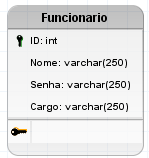 Funcionario
ID: int
Nome: varchar(250)
Senha: varchar(250)
Cargo: varchar(250)